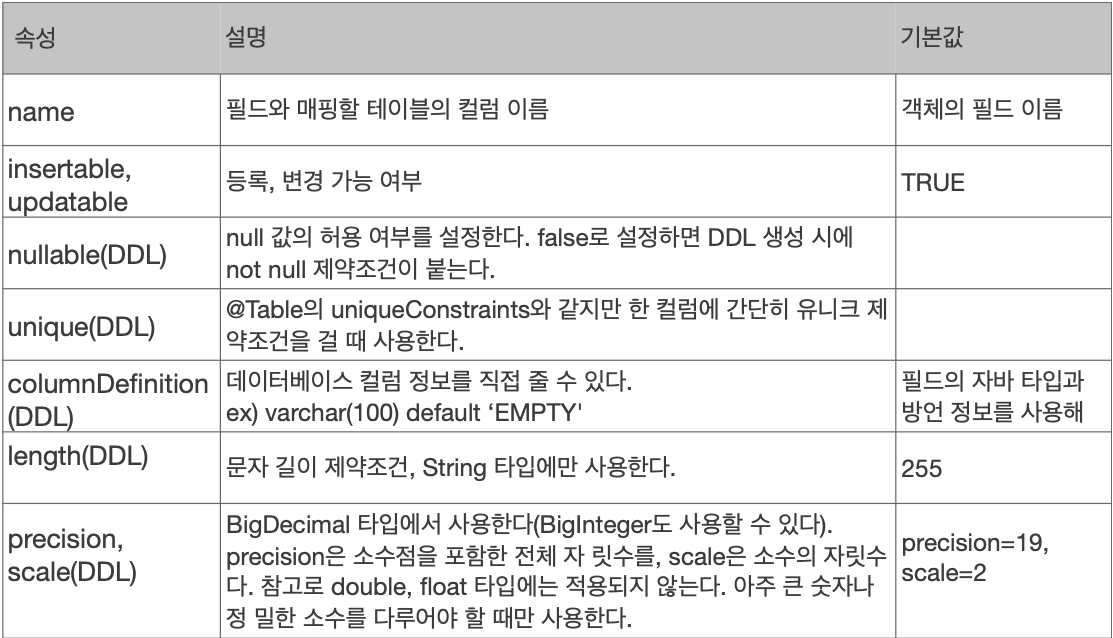 속성 설명 기본값
name 필드와 매핑할 테이블의 컬럼 이름 객체의 필드 이름
insertable,
updatable
등록, 변경 가능 여부 TRUE
nullable(DDL)
null 값의 허용 여부를 설정한다. false로 설정하면 DDL 생성 시에
not null 제약조건이 붙는다.
unique(DDL)
@Table의 uniqueConstraints와 같지만 한 컬럼에 간단히 유니크 제
약조건을 걸 때 사용한다.
columnDefinition
(DDL)
데이터베이스 컬럼 정보를 직접 줄 수 있다.
ex) varchar(100) default ‘EMPTY'
필드의 자바 타입과
방언 정보를 사용해
length(DDL)
문자 길이 제약조건, String 타입에만 사용한다. 255
precision,
scale(DDL)
BigDecimal 타입에서 사용한다(BigInteger도 사용할 수 있다).
precision은 소수점을 포함한 전체 자 릿수를, scale은 소수의 자릿수
다. 참고로 double, float 타입에는 적용되지 않는다. 아주 큰 숫자나
정 밀한 소수를 다루어야 할 때만 사용한다.
precision=19,
scale=2